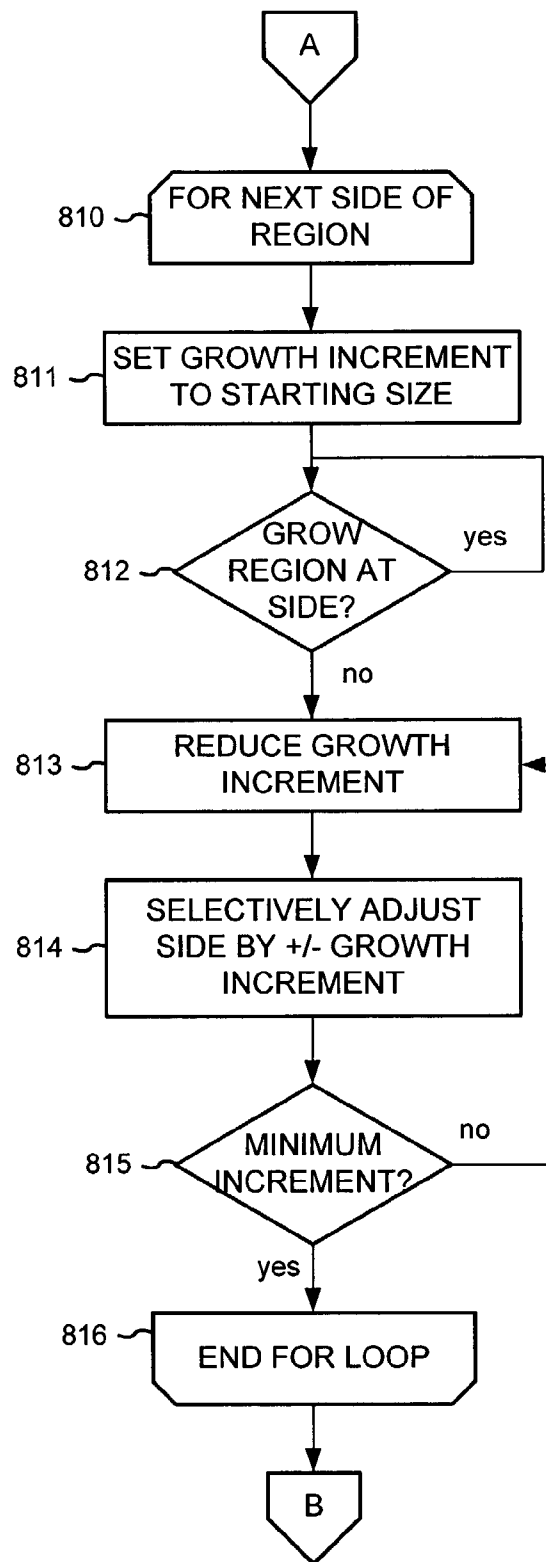 A
810
FOR NEXT SIDE OF
REGION
811
SET GROWTH INCREMENT
TO STARTING SIZE
812
GROW
REGION AT
SIDE?
yes
no
813
REDUCE GROWTH
INCREMENT
814
SELECTIVELY ADJUST
SIDE BY +/- GROWTH
INCREMENT
815
MINIMUM
INCREMENT?
no
yes
816
END FOR LOOP
B